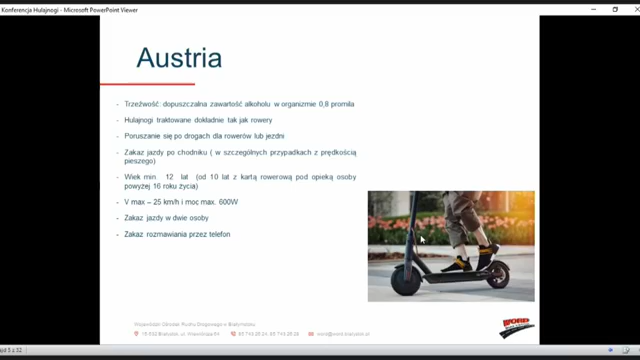 Konferencja Hulajnogi - Microsoft PowerPoint Viewer
Austria
- Trzeźwość: dopuszczalna zawartość alkoholu w organizmie 0,8 promila
- Hulajnogi traktowane dokładnie tak jak rowery
- Poruszanie się po drogach dla rowerów lub jezdni
- Zakaz jazdy po chodniku ( w szczególnych przypadkach z prędkością
pieszego)
- Wiek min 12 lat (od 10 lat z kartą rowerową pod opieką osoby
powyżej 16 roku życia)
- V max – 25 km/h i moc max. 600W
- Zakaz jazdy w dwie osoby
- Zakaz rozmawiania przez telefon
Wojewódzki Ośrodek Ruchu Drogowego w Białymstoku
WORD
5 z 32